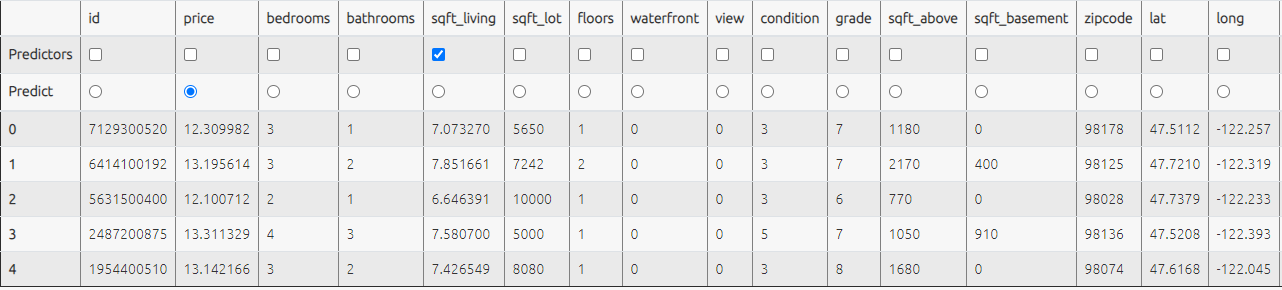 id price bedrooms bathrooms sqft_living sqft_lot floors waterfront view condition grade sqft_above sqft_basement zipcode lat long
Predictors
Predict
0 7129300520 12.309982 3 1 7.073270 5650 1 0 0 3 7 1180 0 98178 47.5112 -122.257
1 6414100192 13.195614 3 2 7.851661 7242 2 0 0 3 7 2170 400 98125 47.7210 -122.319
2 5631500400 12.100712 2 1 6.646391 10000 1 0 0 3 6 770 0 98028 47.7379 -122.233
3 2487200875 13.311329 4 3 7.580700 5000 1 0 0 5 7 1050 910 98136 47.5208 -122.393
4 1954400510 13.142166 3 2 7.426549 8080 1 0 0 3 8 1680 0 98074 47.6168 -122.045